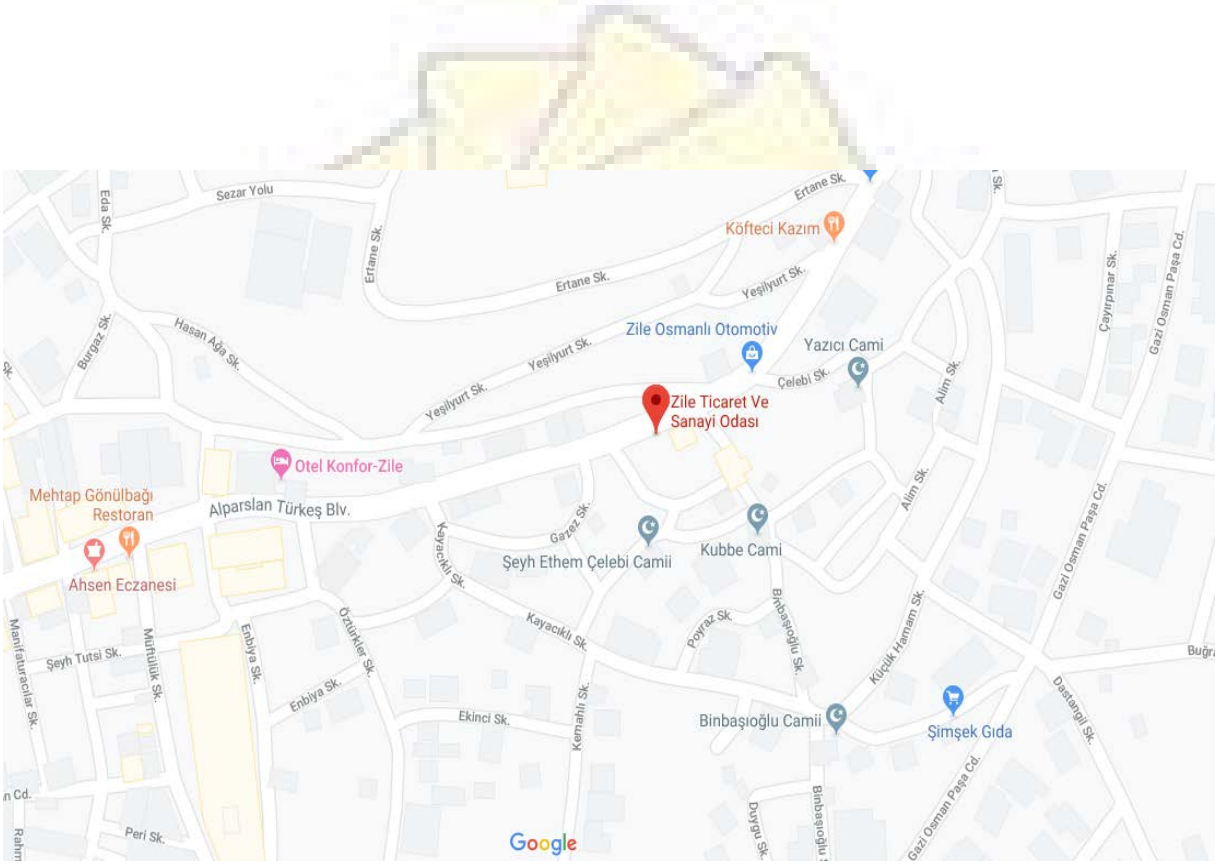 Eda Sk.
Sezar Yolu
Ertane Sk.
Ertane Sk.
Sk.
Köfteci Kazım
Ertane Sk.
Yeşilyurt Sk.
Çayırpınar Sk.
Gazi Osman Paşa Cd.
Burgaz Sk.
Hasan Ağa Sk.
Zile Osmanlı Otomotiv
Yazıcı Cami
Yeşilyurt Sk.
Yeşilyurt Sk.
Çelebi Sk.
Alim Sk.
Sk.
Zile Ticaret Ve
Sanayi Odası
Otel Konfor-Zile
Mehtap Gönülbağı
Restoran
Alparslan Türkeş Blv.
Alim Sk.
Gazi Osman Paşa Cd.
Gazez Sk.
Kayacıklı Sk.
Şeyh Ethem Çelebi Camii
Kubbe Cami
Ahsen Eczanesi
Manifaturacılar Sk.
Müftülük Sk.
Şeyh Tutsi Sk.
Enbiya Sk.
Öztürkler Sk.
Kayacıklı Sk.
Poyraz Sk.
Binbaşıoğlu Sk.
Küçük Hamam Sk.
Buğra
Enbiya Sk.
Ekinci Sk.
Kemahlı Sk.
Binbaşıoğlu Camii
Şimşek Gıda
Dastangil Sk.
n Cd.
Rahm
Peri Sk.
Google
Duygu Sk.
Binbaşıoğlu S
Gazi Osman Paşa Cd.